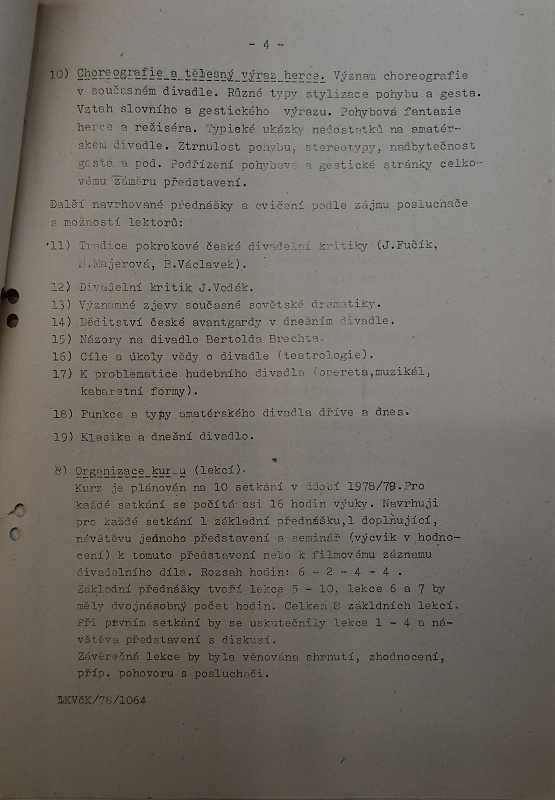 - 4 -
10) Choreografie a tělesný výraz herce. Význam choreografie
v současném divadle. Různé typy stylizace pohybu a gesta.
Vztah slovního a gestického výrazu. Pohybová fantazie
herce a režiséra. Typické ukázky nedostatků na amatér-
ském divadle. Ztrnulost pohybu, stereotypy, nadbytečnost
gesta a pod. Podřízení pohybové a gestické stránky celko-
vému záměru představení.
Další navrhované přednášky a cvičení podle zájmu posluchače
a možností lektorů:
11) Tradice pokrokové české divadelní kritiky (J.Fučík,
M.Majerová, B.Václavek).
12) Divadelní kritik J.Vodák.
13) Významné zjevy současné sovětské dramatiky.
14) Děditství české avantgardy v dnešním divadle.
15) Názory na divadlo Bertolda Brechta.
16) Cíle a úkoly vědy o divadle (teatrologie).
17) K problematice hudebního divadla (opereta,muzikál,
kabaretní formy).
18) Funkce a typy amatérského divadla dříve a dnes.
19) Klasika a dnešní divadlo.
8) Organizace kursu (lekcí).
Kurz je plánován na 10 setkání v údobí 1978/79.Pro
každé setkání se počítá asi 16 hodin výuky. Navrhuji
pro každé setkání 1 základní přednášku,1 doplňující,
návštěvu jednoho představení a seminář (výcvik v hodno-
cení) k tomuto představení nebo k filmovému záznamu
divadelního díla. Rozsah hodin: 6 - 2 - 4 - 4 .
Základní přednášky tvoří lekce 5 - 10, lekce 6 a 7 by
měly dvojnásobný počet hodin. Celkem 8 zákldních lekcí.
Při prvním setkání by se uskutečnily lekce 1 - 4 a ná-
vštěva představení s diskusí.
Závěrečná lekce by byla věnována shrnutí, zhodnocení,
příp. pohovoru s posluchači.
IKVčK/78/1064